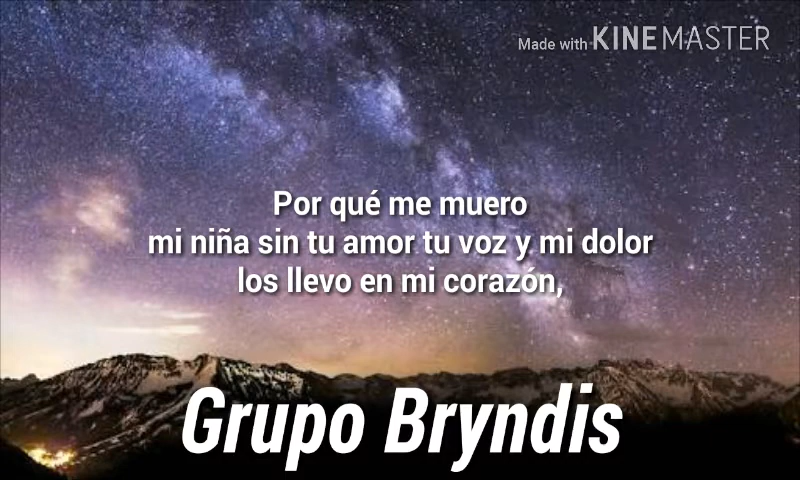 Made with KINEMASTER
Por qué me muero
mi niña sin tu amor tu voz y mi dolor
los llevo en mi corazón,
Grupo Bryndis